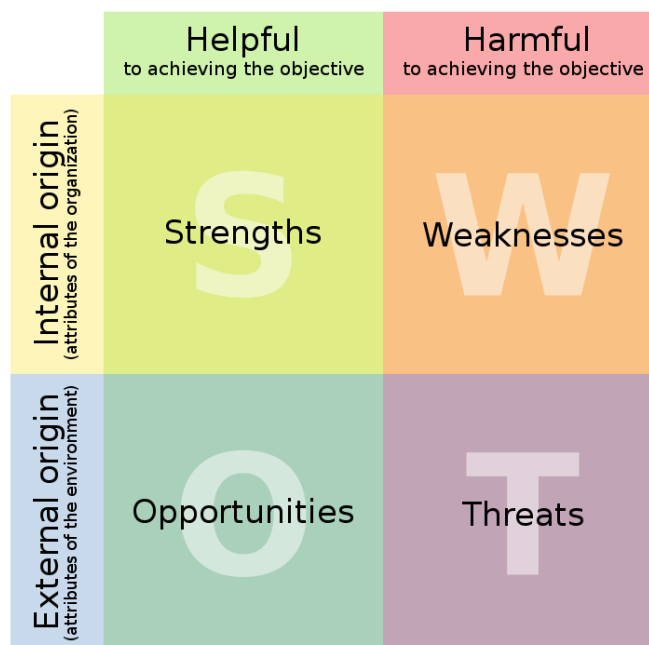 Helpful
to achieving the objective
Harmful
to achieving the objective
Internal origin
(attributes of the organization)
S
Strengths
W
Weaknesses
External origin
(attributes of the environment)
O
Opportunities
T
Threats